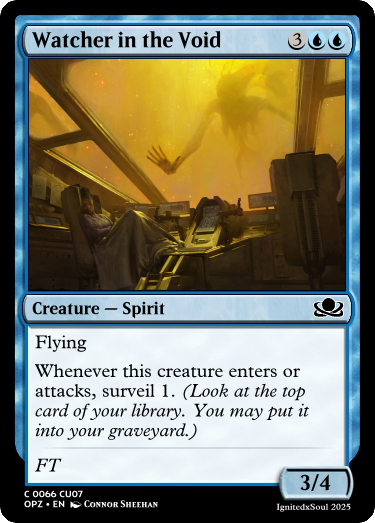 Watcher in the Void 3
Creature — Spirit
Flying
Whenever this creature enters or
attacks, surveil 1. (Look at the top
card of your library. You may put it
into your graveyard.)
FT
3/4
C 0066 CU07
OPZ • EN Connor Sheehan
IgnitedxSoul 2025